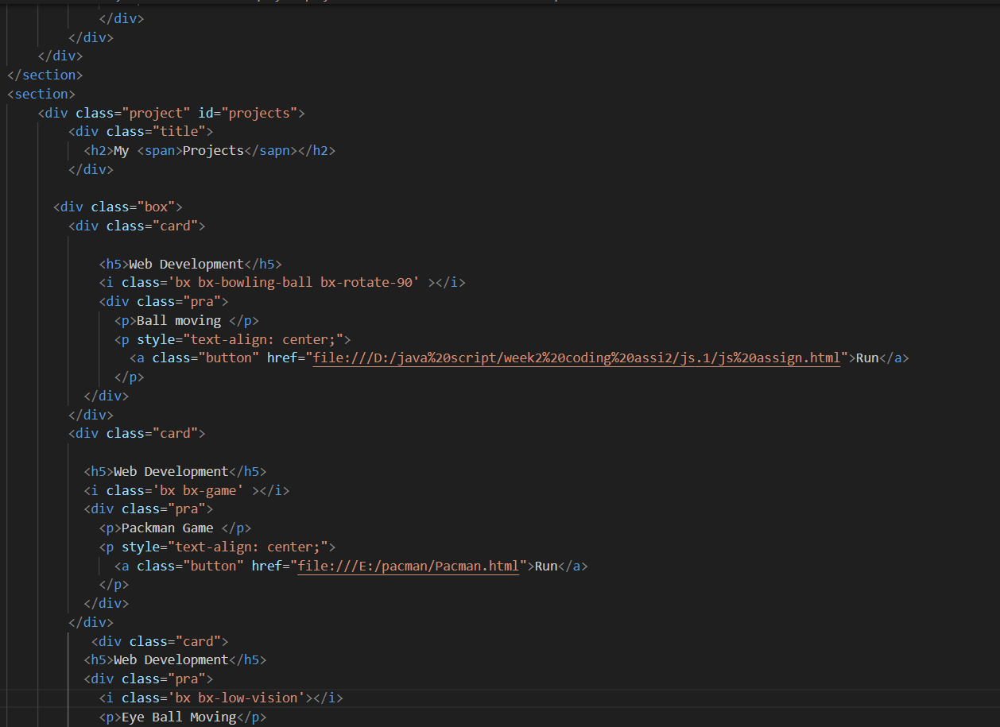 </div>
</div>
</div>
</section>
<section>
<div class="project" id="projects">
<div class="title">
<h2>My <span>Projects</sapn></h2>
</div>
<div class="box">
<div class="card">
<h5>Web Development</h5>
<i class='bx bx-bowling-ball bx-rotate-90' ></i>
<div class="pra">
<p>Ball moving </p>
<p style="text-align: center;">
<a class="button" href="file:///D:/java%20script/week2%20coding%20assi2/js.1/js%20assign.html">Run</a>
</p>
</div>
</div>
<div class="card">
<h5>Web Development</h5>
<i class='bx bx-game' ></i>
<div class="pra">
<p>Packman Game </p>
<p style="text-align: center;">
<a class="button" href="file:///E:/pacman/Pacman.html">Run</a>
</p>
</div>
</div>
<div class="card">
<h5>Web Development</h5>
<div class="pra">
<i class='bx bx-low-vision'></i>
<p>Eye Ball Moving</p>